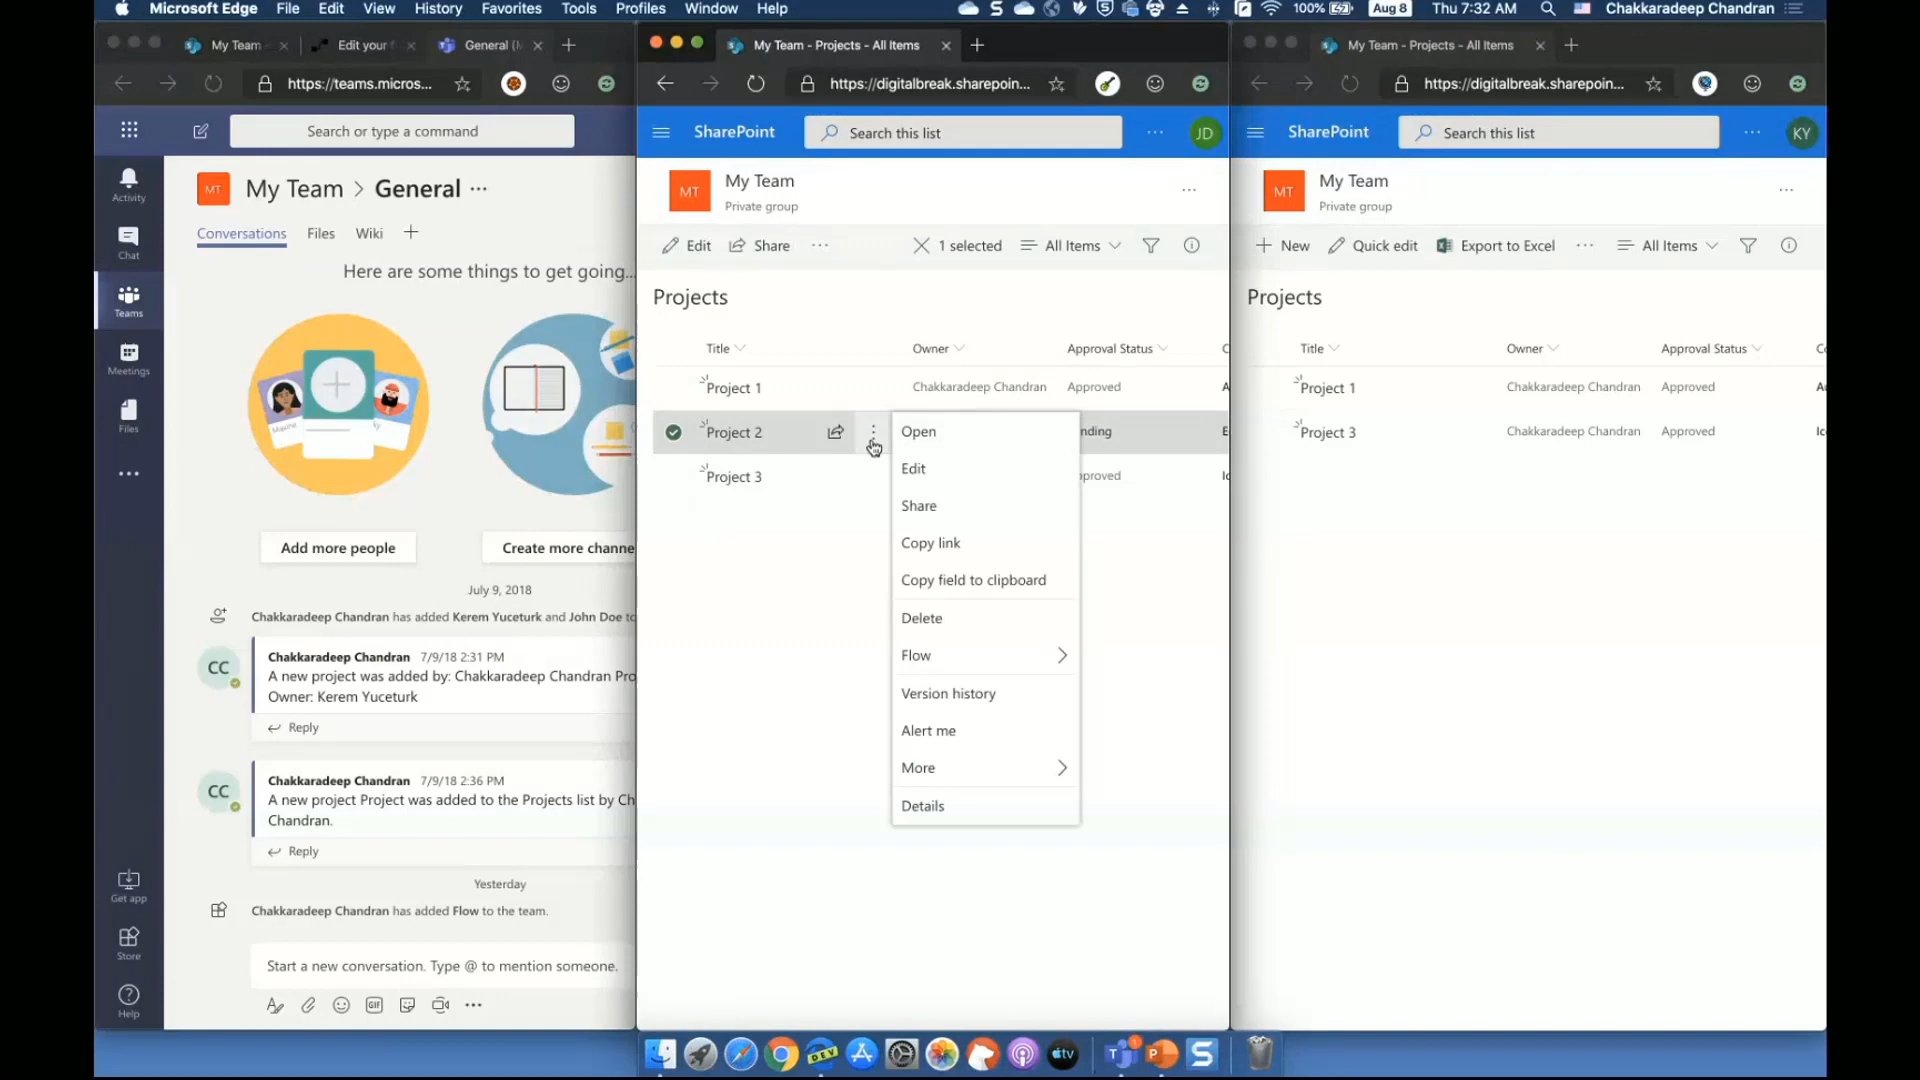 Microsoft Edge File Edit View History Favorites Tools Profiles Window Help 100% Aug 8 Thu 7:32 AM Chakkaradeep Chandran
My Team
Edit your f
General (M
https://teams.micros...
Search or type a command
Activity
Chat
Teams
Meetings
Files
Get app
Store
Help
MT
My Team > General
Conversations Files Wiki
Here are some things to get going...
Add more people
Create more channe
July 9, 2018
Chakkaradeep Chandran has added Kerem Yuceturk and John Doe to
CC
Chakkaradeep Chandran 7/9/18 2:31 PM
A new project was added by: Chakkaradeep Chandran Pro
Owner: Kerem Yuceturk
Reply
CC
Chakkaradeep Chandran 7/9/18 2:36 PM
A new project Project was added to the Projects list by Ch
Chandran.
Reply
Yesterday
Chakkaradeep Chandran has added Flow to the team.
Start a new conversation. Type @ to mention someone.
GIF
My Team - Projects - All Items
https://digitalbreak.sharepoin...
SharePoint
Search this list
JD
MT
My Team
Private group
Edit Share 1 selected All Items
Projects
Title Owner Approval Status C
Project 1 Chakkaradeep Chandran Approved A
Project 2 nding E
Project 3 proved Ic
Open
Edit
Share
Copy link
Copy field to clipboard
Delete
Flow
Version history
Alert me
More
Details
My Team - Projects - All Items
https://digitalbreak.sharepoin...
SharePoint
Search this list
KY
MT
My Team
Private group
New Quick edit Export to Excel All Items
Projects
Title Owner Approval Status Co
Project 1 Chakkaradeep Chandran Approved Au
Project 3 Chakkaradeep Chandran Approved Ic
DEV
tv